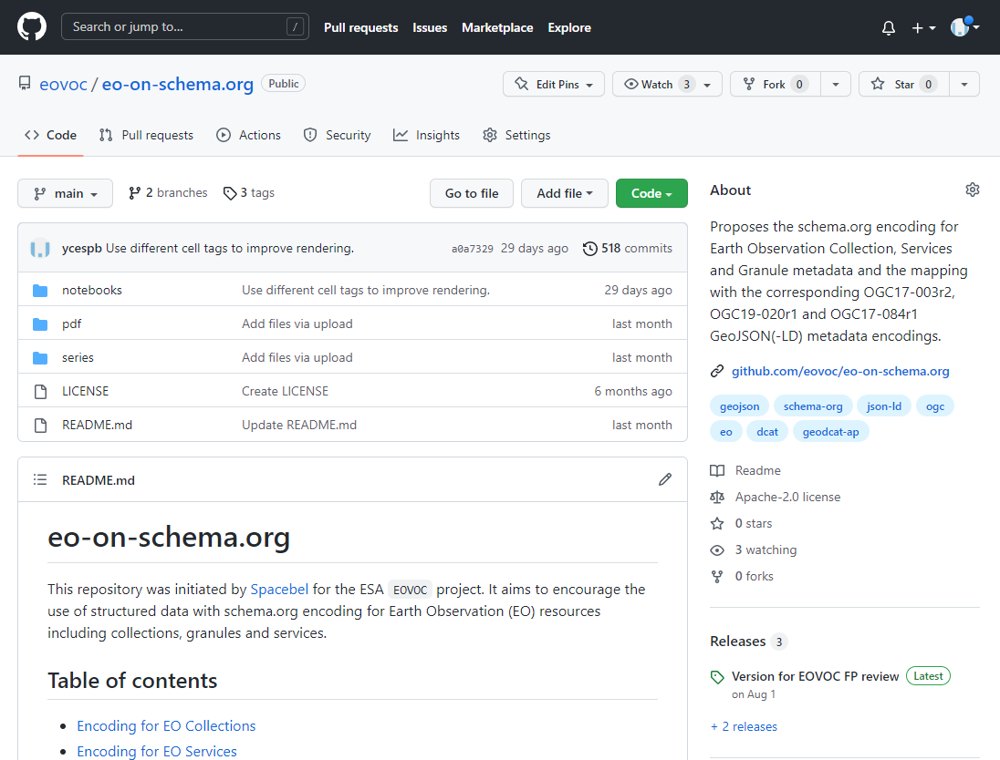 Search or jump to... /
Pull requests Issues Marketplace Explore
eovoc / eo-on-schema.org Public
Edit Pins Watch 3 Fork 0 Star 0
Code Pull requests Actions Security Insights Settings
main 2 branches 3 tags Go to file Add file Code
ycespb Use different cell tags to improve rendering. a0a7329 29 days ago 518 commits
notebooks Use different cell tags to improve rendering. 29 days ago
pdf Add files via upload last month
series Add files via upload last month
LICENSE Create LICENSE 6 months ago
README.md Update README.md last month
README.md
eo-on-schema.org
This repository was initiated by Spacebel for the ESA EOVOC project. It aims to encourage the
use of structured data with schema.org encoding for Earth Observation (EO) resources
including collections, granules and services.
Table of contents
Encoding for EO Collections
Encoding for EO Services
About
Proposes the schema.org encoding for
Earth Observation Collection, Services
and Granule metadata and the mapping
with the corresponding OGC17-003r2,
OGC19-020r1 and OGC17-084r1
GeoJSON(-LD) metadata encodings.
github.com/eovoc/eo-on-schema.org
geojson schema-org json-ld ogc
eo dcat geodcat-ap
Readme
Apache-2.0 license
0 stars
3 watching
0 forks
Releases 3
Version for EOVOC FP review Latest
on Aug 1
+ 2 releases